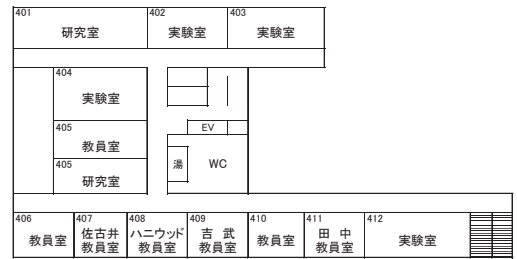 401
研究室
402
実験室
403
実験室
404
実験室
405
教員室
405
研究室
EV
湯
WC
406
教員室
407
佐古井
教員室
408
ハニウッド
教員室
409
吉 武
教員室
410
教員室
411
田 中
教員室
412
実験室